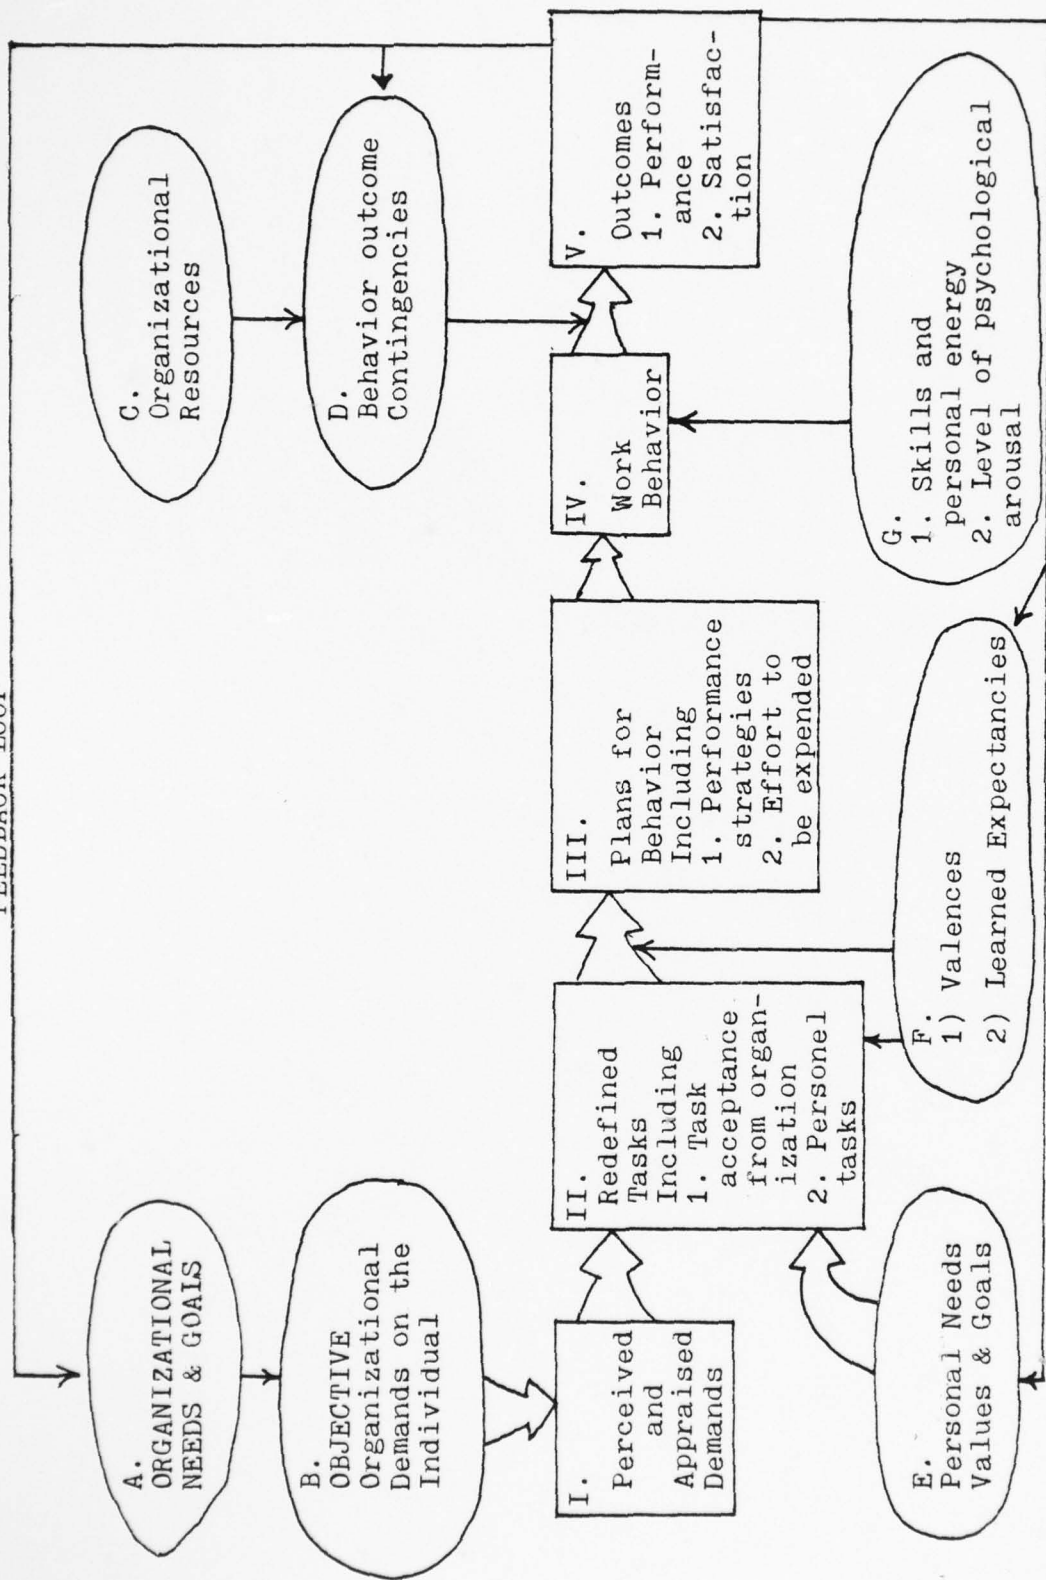 FEEDBACK LOOP
A.
ORGANIZATIONAL
NEEDS & GOALS
B.
OBJECTIVE
Organizational
Demands on the
Individual
C.
Organizational
Resources
D.
Behavior outcome
Contingencies
I.
Perceived
and
Appraised
Demands
II.
Redefined
Tasks
Including
1. Task
acceptance
from organ-
ization
2. Personel
tasks
III.
Plans for
Behavior
Including
1. Performance
strategies
2. Effort to
be expended
IV.
Work
Behavior
V.
Outcomes
1. Perform-
ance
2. Satisfac-
tion
E.
Personal Needs
Values & Goals
F.
1) Valences
2) Learned Expectancies
G.
1. Skills and
personal energy
2. Level of psychological
arousal